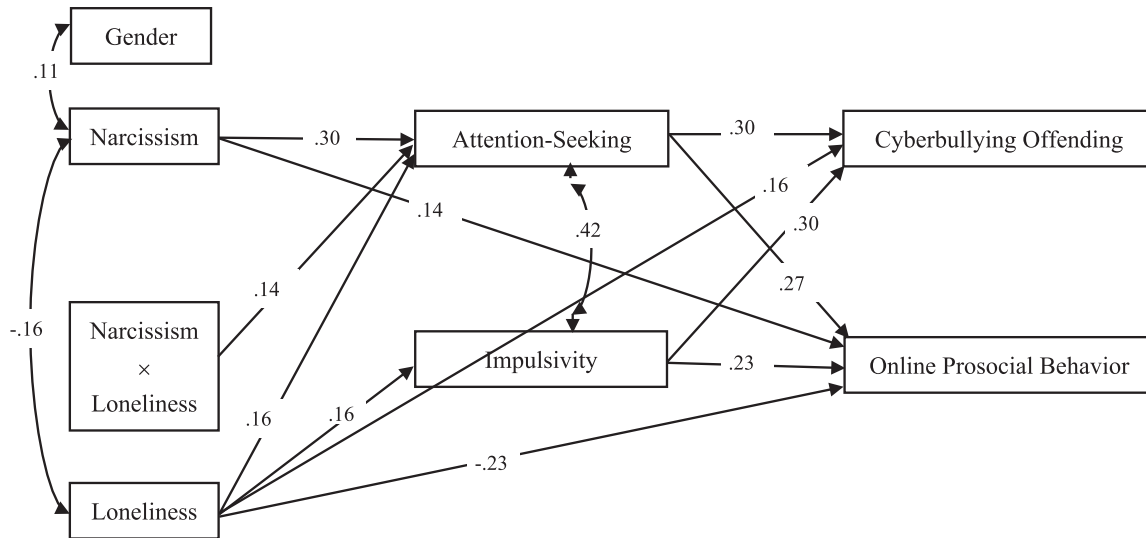 Gender
.11
Narcissism
.30
Attention-Seeking
.30
Cyberbullying Offending
.16
.14
.42
.30
.14
.27
-.16
Narcissism
×
Loneliness
Impulsivity
.23
Online Prosocial Behavior
.16
.16
-.23
Loneliness